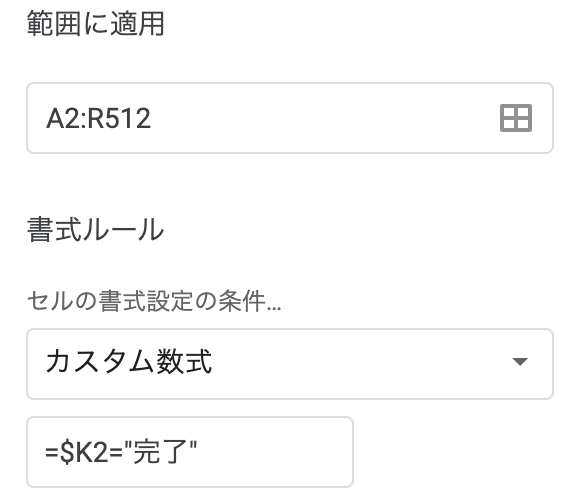 範囲に適用
A2:R512
書式ルール
セルの書式設定の条件…
カスタム数式
=$K2="完了"